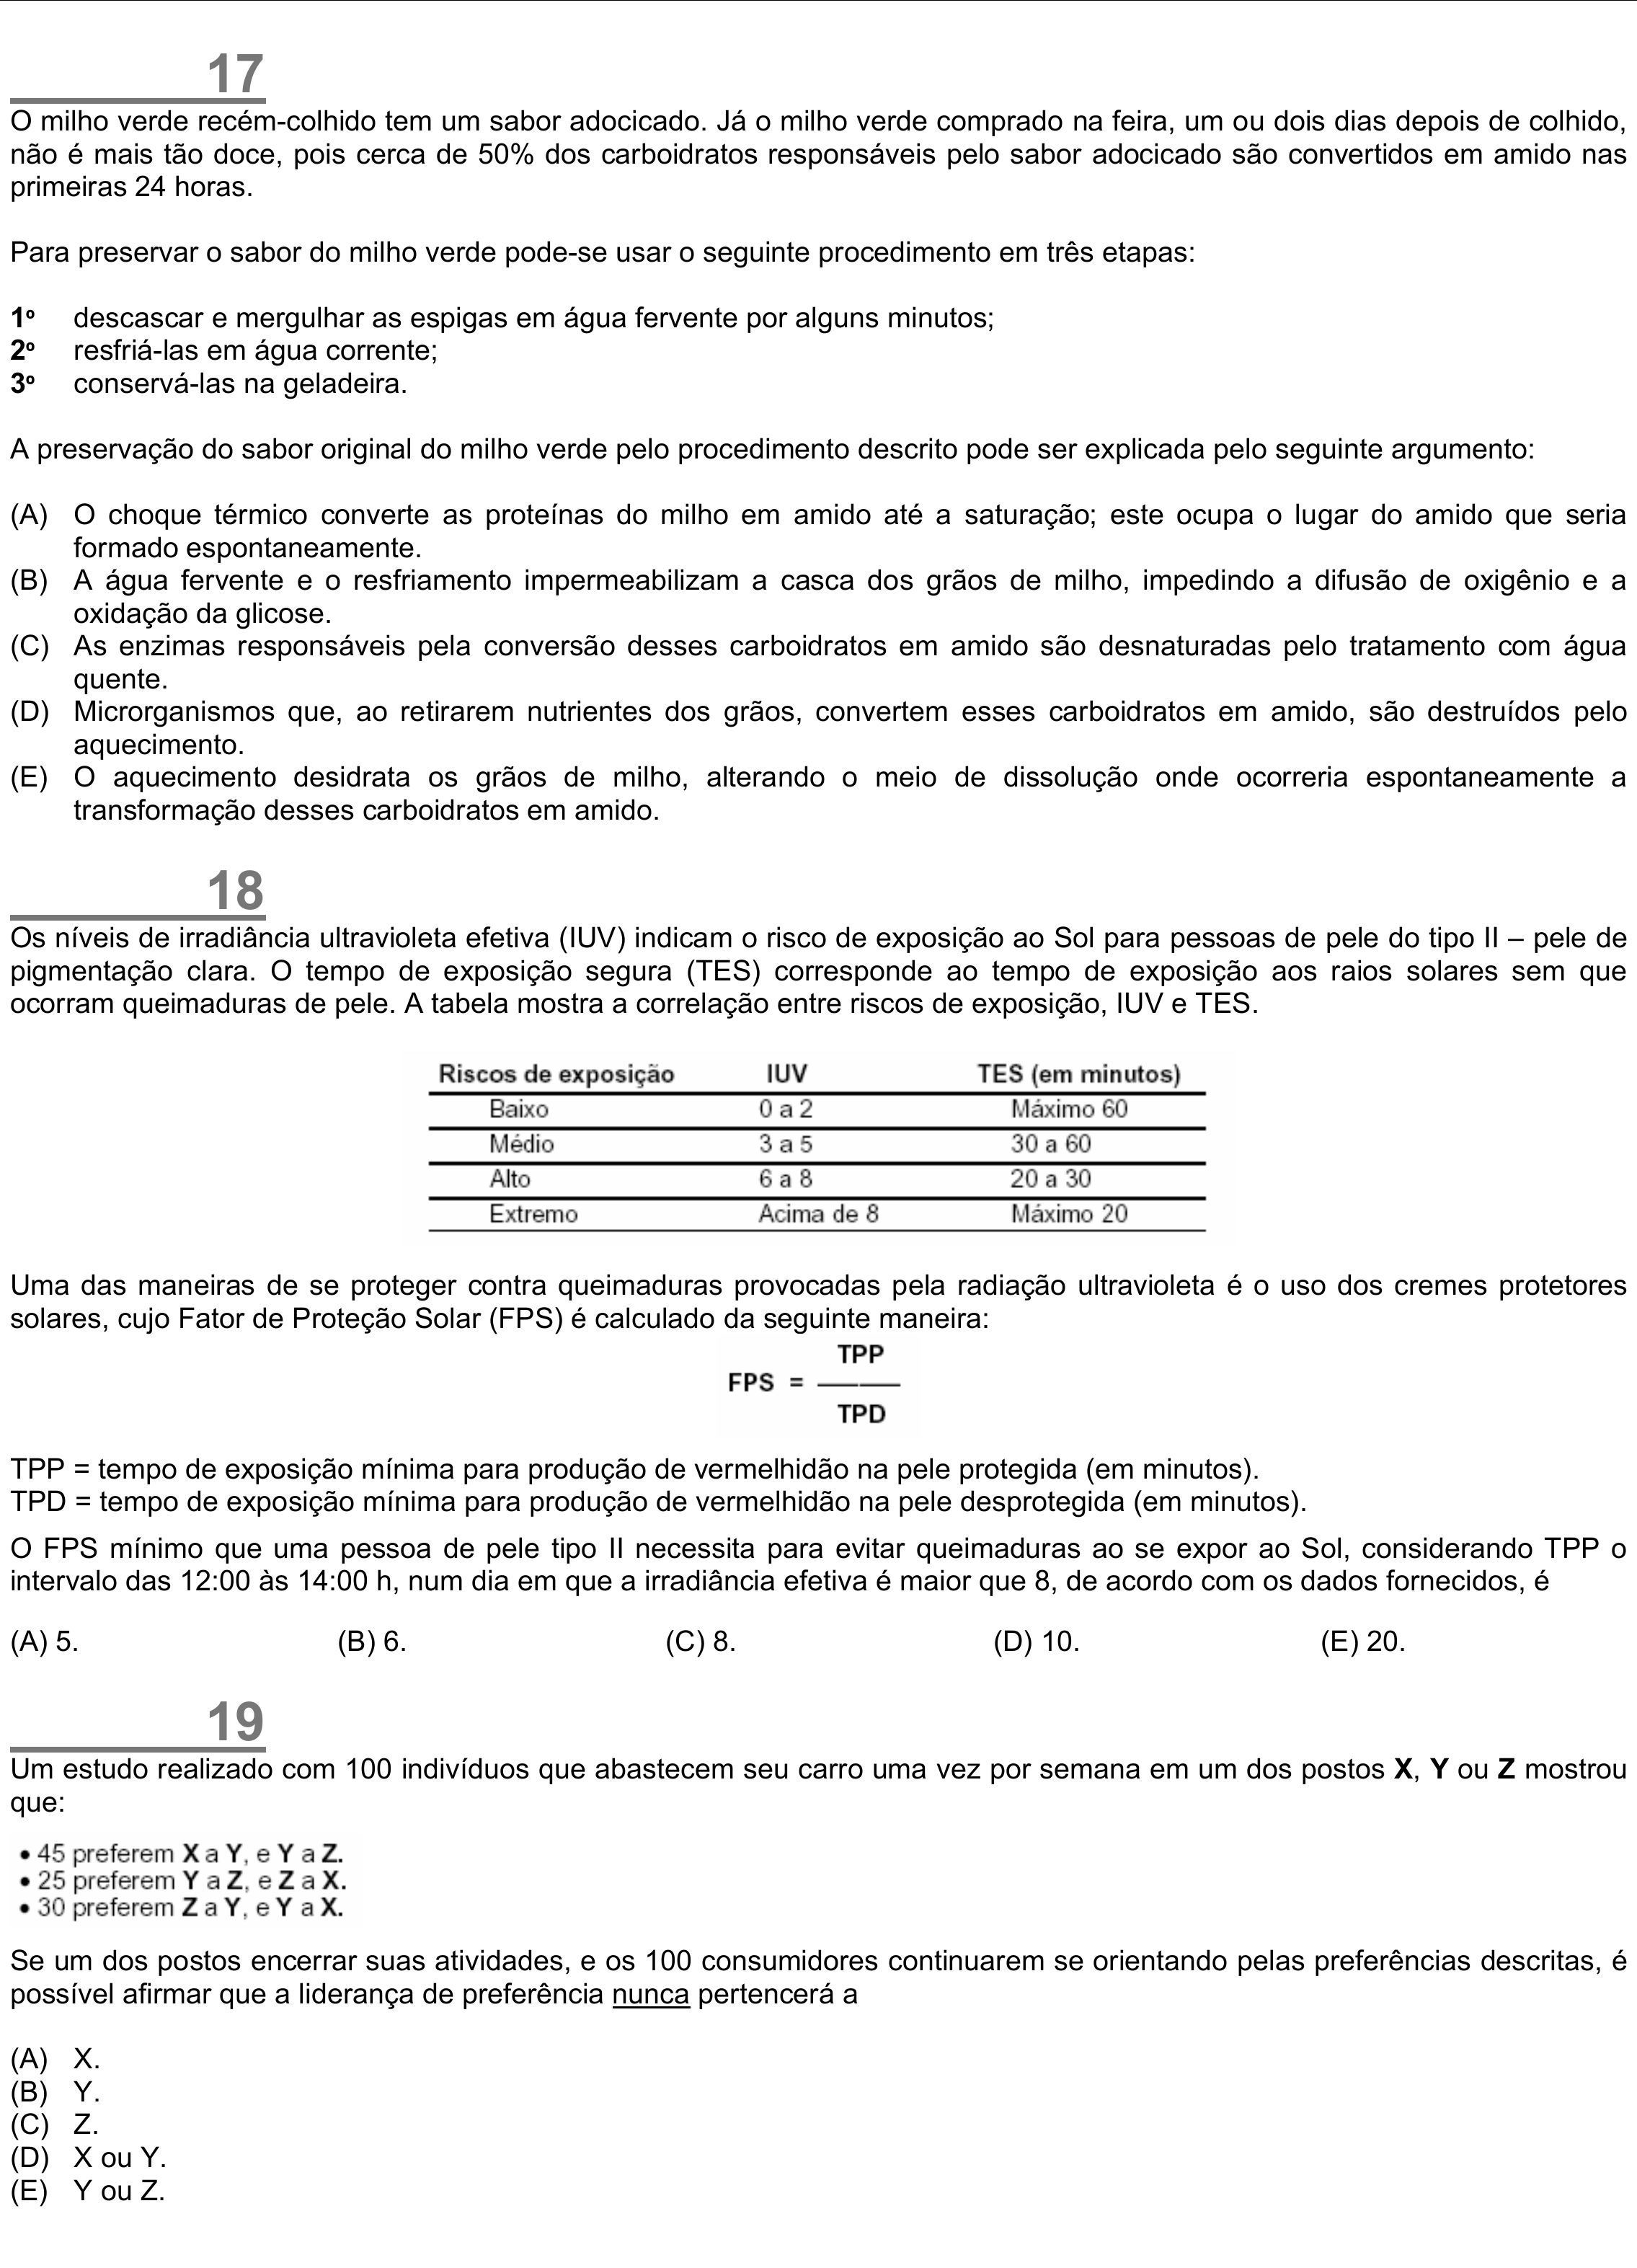 17
O milho verde recém-colhido tem um sabor adocicado. Já o milho verde comprado na feira, um ou dois dias depois de colhido,
não é mais tão doce, pois cerca de 50% dos carboidratos responsáveis pelo sabor adocicado são convertidos em amido nas
primeiras 24 horas.
Para preservar o sabor do milho verde pode-se usar o seguinte procedimento em três etapas:
1º descascar e mergulhar as espigas em água fervente por alguns minutos;
2º resfriá-las em água corrente;
3º conservá-las na geladeira.
A preservação do sabor original do milho verde pelo procedimento descrito pode ser explicada pelo seguinte argumento:
(A) O choque térmico converte as proteínas do milho em amido até a saturação; este ocupa o lugar do amido que seria
formado espontaneamente.
(B) A água fervente e o resfriamento impermeabilizam a casca dos grãos de milho, impedindo a difusão de oxigênio e a
oxidação da glicose.
(C) As enzimas responsáveis pela conversão desses carboidratos em amido são desnaturadas pelo tratamento com água
quente.
(D) Microrganismos que, ao retirarem nutrientes dos grãos, convertem esses carboidratos em amido, são destruídos pelo
aquecimento.
(E) O aquecimento desidrata os grãos de milho, alterando o meio de dissolução onde ocorreria espontaneamente a
transformação desses carboidratos em amido.
18
Os níveis de irradiância ultravioleta efetiva (IUV) indicam o risco de exposição ao Sol para pessoas de pele do tipo II – pele de
pigmentação clara. O tempo de exposição segura (TES) corresponde ao tempo de exposição aos raios solares sem que
ocorram queimaduras de pele. A tabela mostra a correlação entre riscos de exposição, IUV e TES.
Riscos de exposição IUV TES (em minutos)
Baixo 0 a 2 Máximo 60
Médio 3 a 5 30 a 60
Alto 6 a 8 20 a 30
Extremo Acima de 8 Máximo 20
Uma das maneiras de se proteger contra queimaduras provocadas pela radiação ultravioleta é o uso dos cremes protetores
solares, cujo Fator de Proteção Solar (FPS) é calculado da seguinte maneira:
TPP
FPS =
TPD
TPP = tempo de exposição mínima para produção de vermelhidão na pele protegida (em minutos).
TPD = tempo de exposição mínima para produção de vermelhidão na pele desprotegida (em minutos).
O FPS mínimo que uma pessoa de pele tipo II necessita para evitar queimaduras ao se expor ao Sol, considerando TPP o
intervalo das 12:00 às 14:00 h, num dia em que a irradiância efetiva é maior que 8, de acordo com os dados fornecidos, é
(A) 5. (B) 6. (C) 8. (D) 10. (E) 20.
19
Um estudo realizado com 100 indivíduos que abastecem seu carro uma vez por semana em um dos postos X, Y ou Z mostrou
que:
• 45 preferem X a Y, e Y a Z.
• 25 preferem Y a Z, e Z a X.
• 30 preferem Z a Y, e Y a X.
Se um dos postos encerrar suas atividades, e os 100 consumidores continuarem se orientando pelas preferências descritas, é
possível afirmar que a liderança de preferência nunca pertencerá a
(A) X.
(B) Y.
(C) Z.
(D) X ou Y.
(E) Y ou Z.